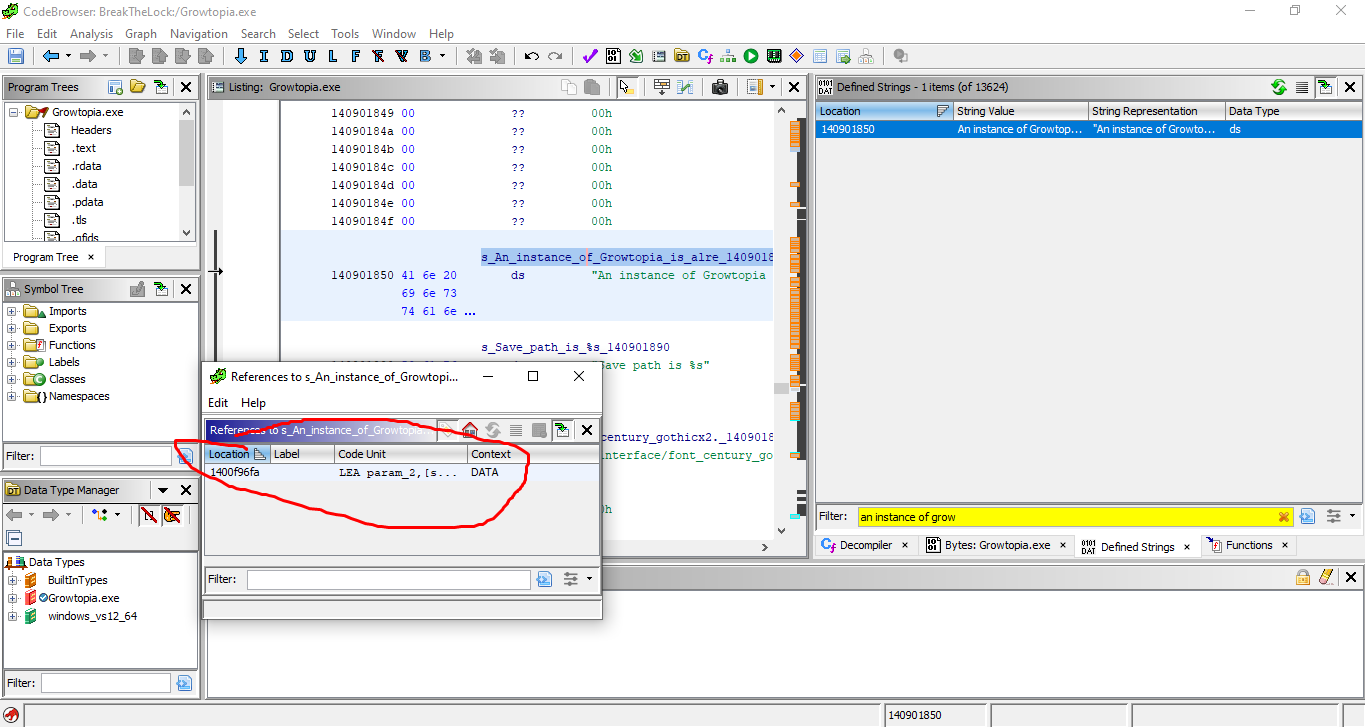 CodeBrowser: BreakTheLock:/Growtopia.exe
File Edit Analysis Graph Navigation Search Select Tools Window Help
I D U L F R V B
Program Trees
Growtopia.exe
Headers
.text
.rdata
.data
.pdata
.tls
.gfids
Program Tree ×
Symbol Tree
Imports
Exports
Functions
Labels
Classes
{} Namespaces
Filter:
Data Type Manager
Data Types
BuiltInTypes
Growtopia.exe
windows_vs12_64
Filter:
Listing: Growtopia.exe
140901849 00 ?? 00h
14090184a 00 ?? 00h
14090184b 00 ?? 00h
14090184c 00 ?? 00h
14090184d 00 ?? 00h
14090184e 00 ?? 00h
14090184f 00 ?? 00h
s_An_instance_of_Growtopia_is_alre_1409018
140901850 41 6e 20 ds "An instance of Growtopia
69 6e 73
74 61 6e ...
s_Save_path_is_%s_140901890
ave path is %s"
century_gothicx2._140901
interface/font_century_go
0h
References to s_An_instance_of_Growtopi...
Edit Help
References to s_An_instance_of_Growtopia
Location Label Code Unit Context
1400f96fa LEA param_2,[s... DATA
Filter:
Defined Strings - 1 items (of 13624)
Location String Value String Representation Data Type
140901850 An instance of Growtop... "An instance of Growto... ds
Filter: an instance of grow
Decompiler × Bytes: Growtopia.exe × Defined Strings × Functions ×
140901850